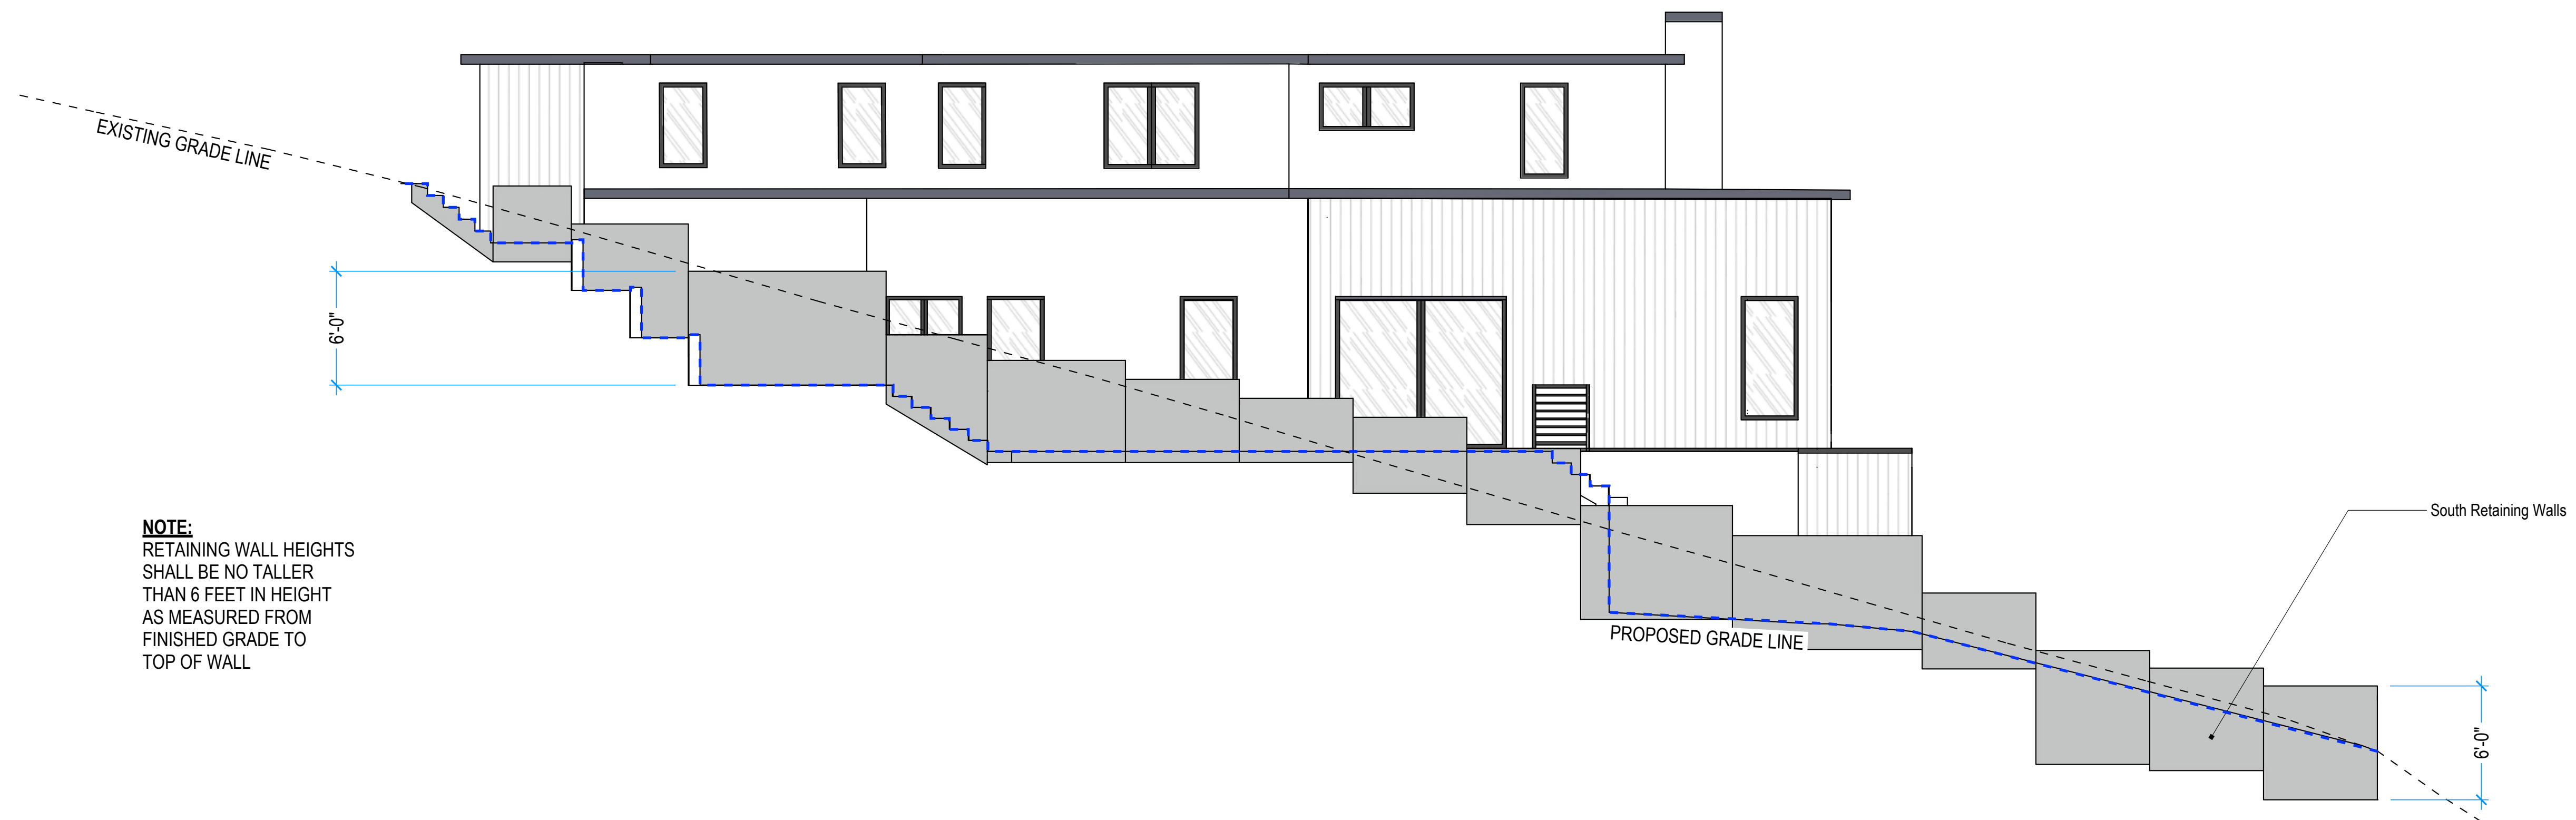 EXISTING GRADE LINE
6'-0"
NOTE:
RETAINING WALL HEIGHTS
SHALL BE NO TALLER
THAN 6 FEET IN HEIGHT
AS MEASURED FROM
FINISHED GRADE TO
TOP OF WALL
South Retaining Walls
PROPOSED GRADE LINE
6'-0"